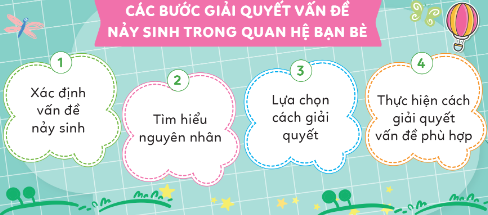 CÁC BƯỚC GIẢI QUYẾT VẤN ĐỀ
NẢY SINH TRONG QUAN HỆ BẠN BÈ
1
Xác định
vấn đề
nảy sinh
2
Tìm hiểu
nguyên nhân
3
Lựa chọn
cách giải
quyết
4
Thực hiện cách
giải quyết
vấn đề phù hợp